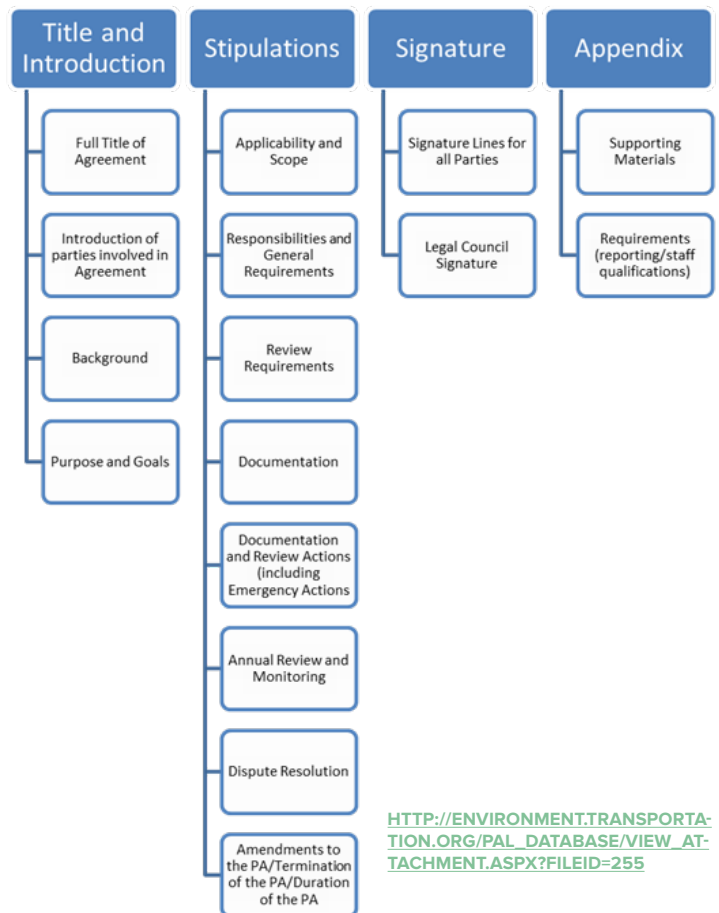 Title and
Introduction
Full Title of
Agreement
Introduction of
parties involved in
Agreement
Background
Purpose and Goals
Stipulations
Applicability and
Scope
Responsibilities and
General
Requirements
Review
Requirements
Documentation
Documentation
and Review Actions
(including
Emergency Actions
Annual Review and
Monitoring
Dispute Resolution
Amendments to
the PA/Termination
of the PA/Duration
of the PA
Signature
Signature Lines for
all Parties
Legal Council
Signature
Appendix
Supporting
Materials
Requirements
(reporting/staff
qualifications)
HTTP://ENVIRONMENT.TRANSPORTA-
TION.ORG/PAL_DATABASE/VIEW_AT-
TACHMENT.ASPX?FILEID=255